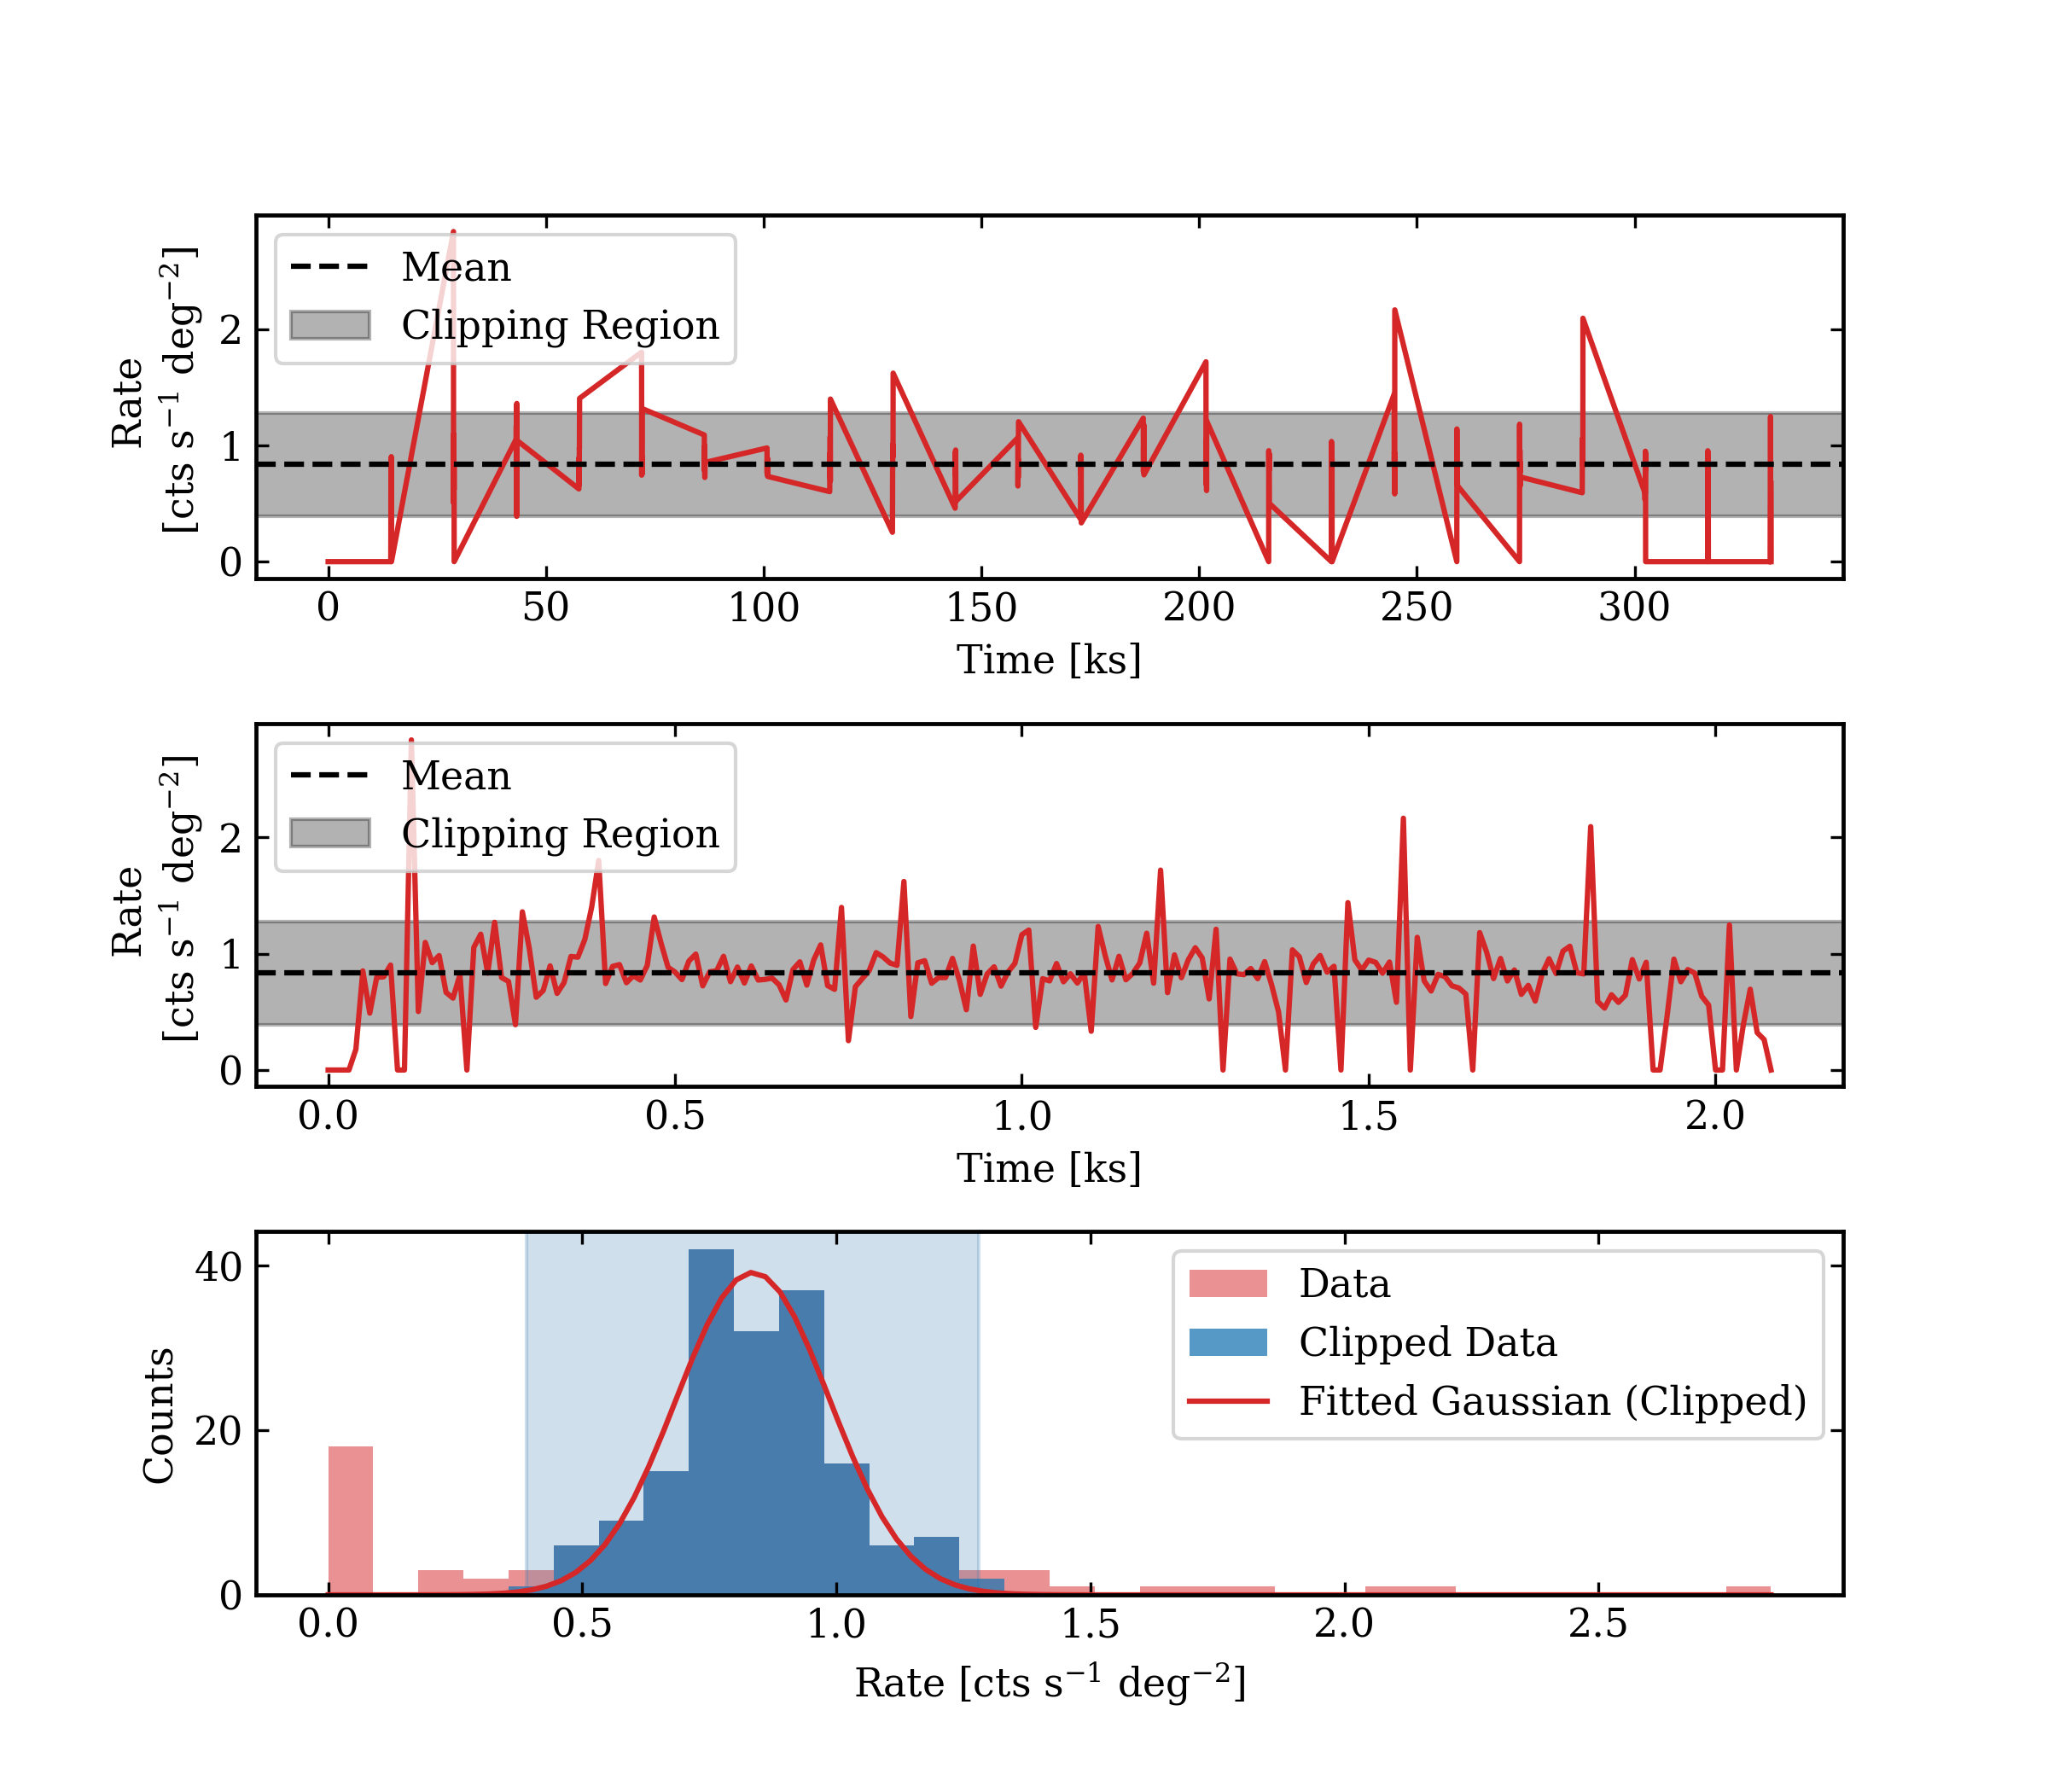 Rate
[cts s⁻¹ deg⁻²]
2
1
0
Mean
Clipping Region
0 50 100 150 200 250 300
Time [ks]
Rate
[cts s⁻¹ deg⁻²]
2
1
0
Mean
Clipping Region
0.0 0.5 1.0 1.5 2.0
Time [ks]
Counts
40
20
0
Data
Clipped Data
Fitted Gaussian (Clipped)
0.0 0.5 1.0 1.5 2.0 2.5
Rate [cts s⁻¹ deg⁻²]